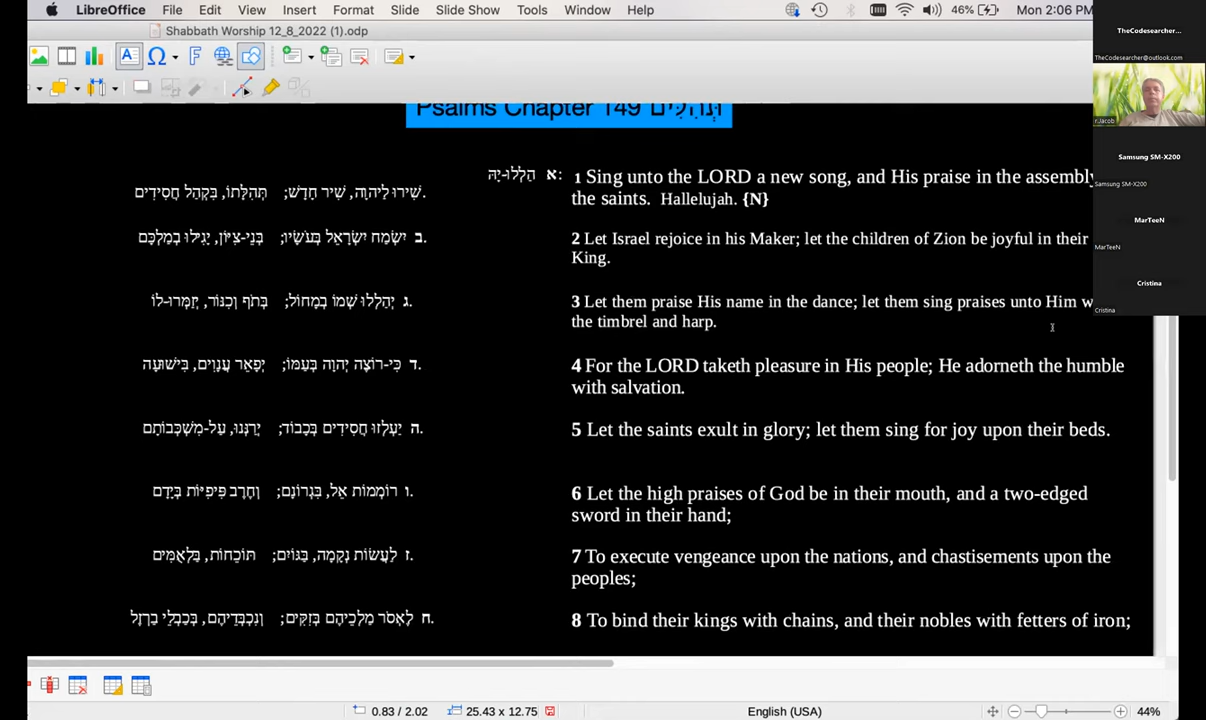 LibreOffice File Edit View Insert Format Slide Slide Show Tools Window Help 46% Mon 2:06 PM
Shabbath Worship 12_8_2022 (1).odp
Psalms Chapter 149 תְּהִלִּים
א הַלְלוּ-יָהּ:
שִׁירוּ לַיהוָה, שִׁיר חָדָשׁ; תְּהִלָּתוֹ, בִּקְהַל חֲסִידִים.
1 Sing unto the LORD a new song, and His praise in the assembly
the saints. Hallelujah. {N}
ב יִשְׂמַח יִשְׂרָאֵל בְּעֹשָׂיו; בְּנֵי-צִיּוֹן, יָגִילוּ בְמַלְכָּם.
2 Let Israel rejoice in his Maker; let the children of Zion be joyful in their
King.
ג יְהַלְלוּ שְׁמוֹ בְמָחוֹל; בְּתֹף וְכִנּוֹר, יְזַמְּרוּ-לוֹ.
3 Let them praise His name in the dance; let them sing praises unto Him w
the timbrel and harp.
ד כִּי-רוֹצֶה יְהוָה בְּעַמּוֹ; יְפָאֵר עֲנָוִים, בִּישׁוּעָה.
4 For the LORD taketh pleasure in His people; He adorneth the humble
with salvation.
ה יַעְלְזוּ חֲסִידִים בְּכָבוֹד; יְרַנְּנוּ, עַל-מִשְׁכְּבוֹתָם.
5 Let the saints exult in glory; let them sing for joy upon their beds.
ו רוֹמְמוֹת אֵל, בִּגְרוֹנָם; וְחֶרֶב פִּיפִיּוֹת בְּיָדָם.
6 Let the high praises of God be in their mouth, and a two-edged
sword in their hand;
ז לַעֲשׂוֹת נְקָמָה, בַּגּוֹיִם; תּוֹכֵחוֹת, בַּלְאֻמִּים.
7 To execute vengeance upon the nations, and chastisements upon the
peoples;
ח לֶאְסֹר מַלְכֵיהֶם בְּזִקִּים; וְנִכְבְּדֵיהֶם, בְּכַבְלֵי בַרְזֶל.
8 To bind their kings with chains, and their nobles with fetters of iron;
0.83 / 2.02 25.43 x 12.75 English (USA) 44%
TheCodesearcher...
TheCodesearcher@outlook.com
r.Jacob
Samsung SM-X200
Samsung SM-X200
MarTeeN
MarTeeN
Cristina
Cristina